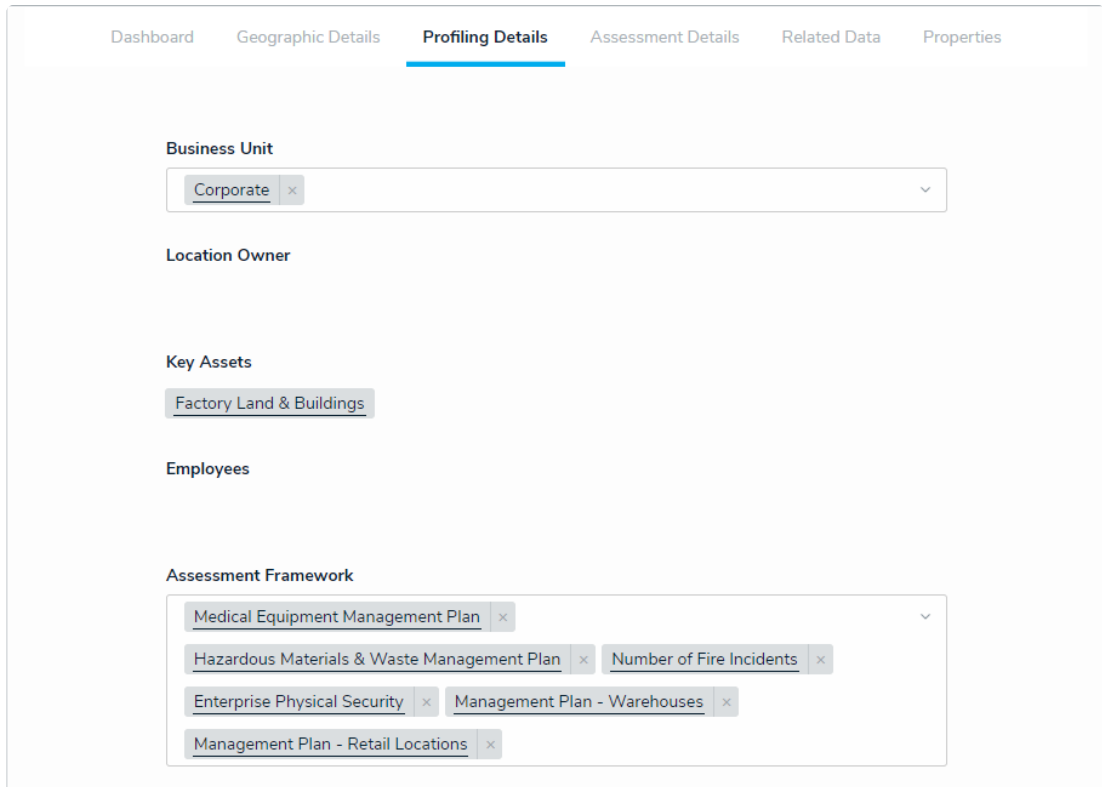 Dashboard Geographic Details Profiling Details Assessment Details Related Data Properties
Business Unit
Corporate ×
Location Owner
Key Assets
Factory Land & Buildings
Employees
Assessment Framework
Medical Equipment Management Plan ×
Hazardous Materials & Waste Management Plan × Number of Fire Incidents ×
Enterprise Physical Security × Management Plan - Warehouses ×
Management Plan - Retail Locations ×